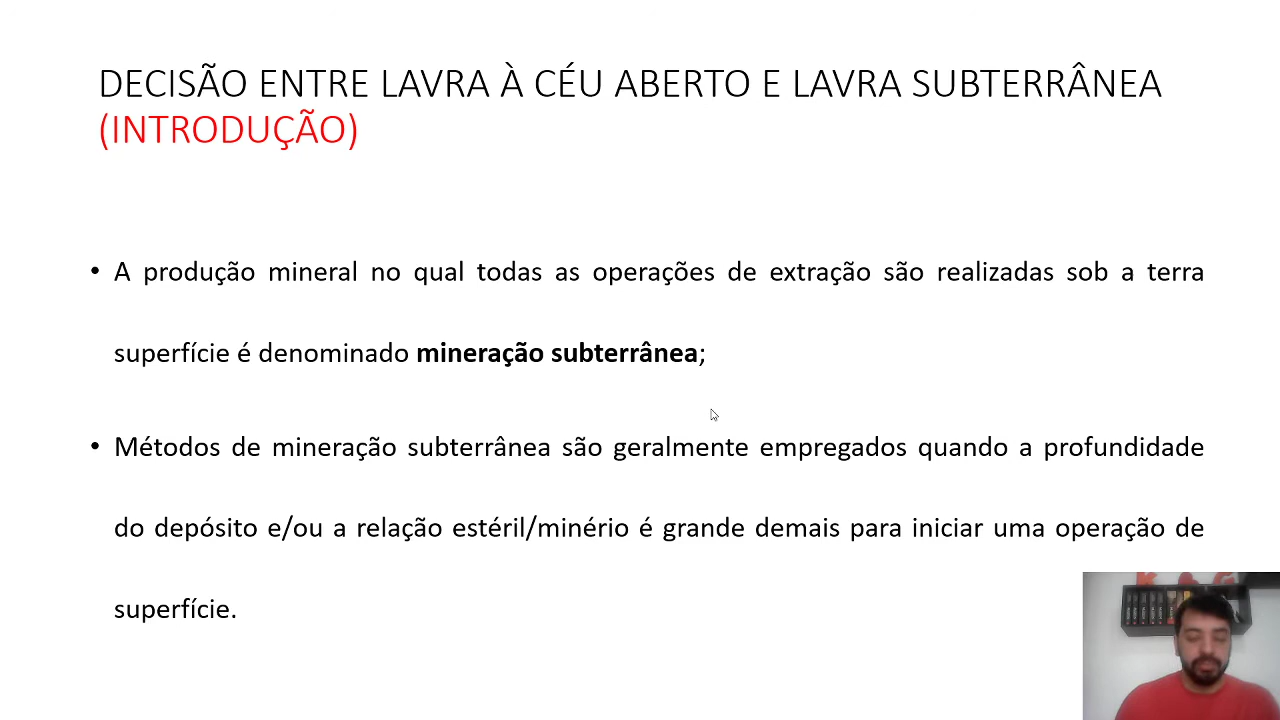 DECISÃO ENTRE LAVRA À CÉU ABERTO E LAVRA SUBTERRÂNEA
(INTRODUÇÃO)
• A produção mineral no qual todas as operações de extração são realizadas sob a terra
superfície é denominado mineração subterrânea;
• Métodos de mineração subterrânea são geralmente empregados quando a profundidade
do depósito e/ou a relação estéril/minério é grande demais para iniciar uma operação de
superfície.